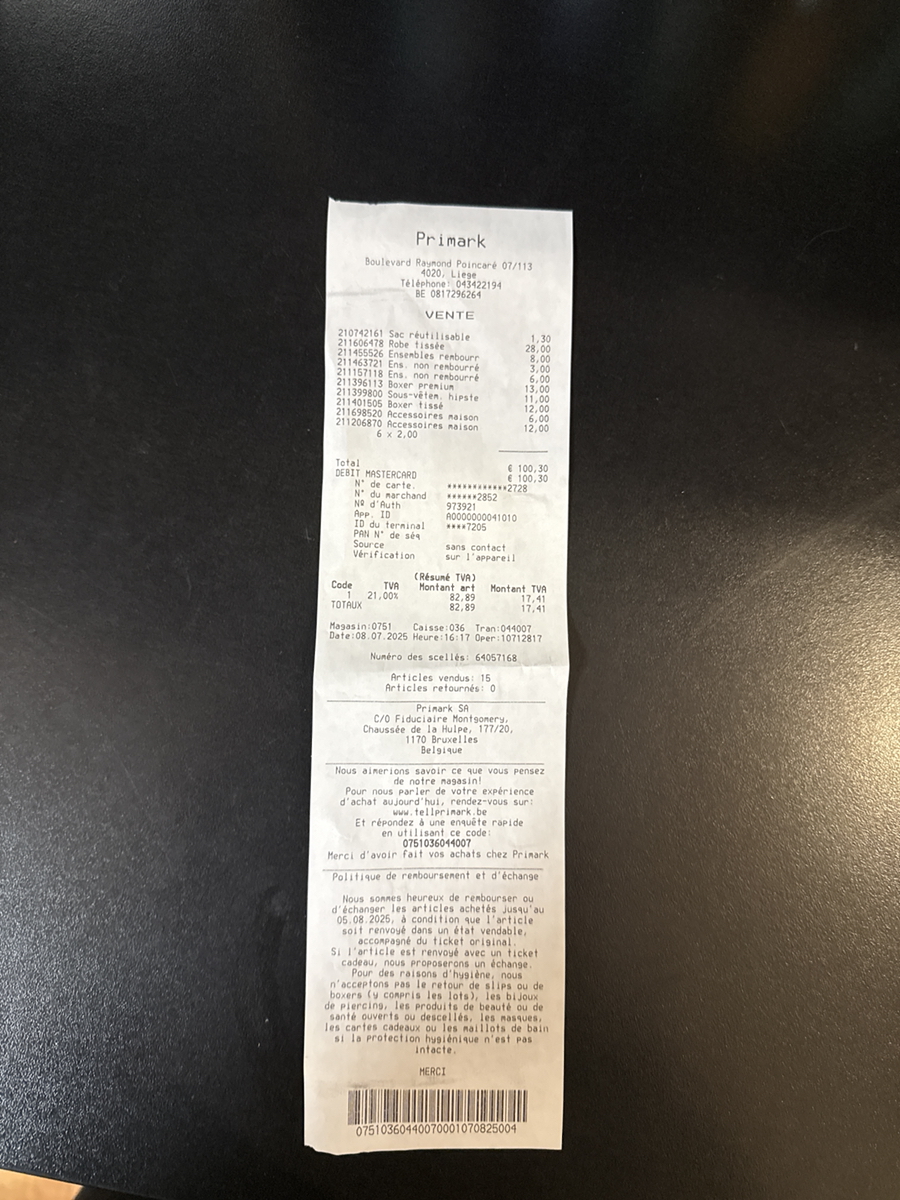 Primark
Boulevard Raymond Poincaré 07/113
4020, Liege
Téléphone: 043422194
BE 0817296264
VENTE
210742161 Sac réutilisable 1,30
211606478 Robe tissée 28,00
211455526 Ensembles rembourr 8,00
211463721 Ens. non rembourré 3,00
211157118 Ens. non rembourré 6,00
211396113 Boxer premium 13,00
211399800 Sous-vêtem. hipste 11,00
211401505 Boxer tissé 12,00
211698520 Accessoires maison 6,00
211206870 Accessoires maison 12,00
6 x 2,00
Total € 100,30
DEBIT MASTERCARD € 100,30
N° de carte. ************2728
N° du marchand ******2852
Nº d'Auth 973921
App. ID A0000000041010
ID du terminal ****7205
PAN N° de séq
Source sans contact
Vérification sur l'appareil
(Résumé TVA)
Code TVA Montant art Montant TVA
1 21,00% 82,89 17,41
TOTAUX 82,89 17,41
Magasin:0751 Caisse:036 Tran:044007
Date:08.07.2025 Heure:16:17 Oper:10712817
Numéro des scellés: 64057168
Articles vendus: 15
Articles retournés: 0
Primark SA
C/O Fiduciaire Montgomery,
Chaussée de la Hulpe, 177/20,
1170 Bruxelles
Belgique
Nous aimerions savoir ce que vous pensez
de notre magasin!
Pour nous parler de votre expérience
d'achat aujourd'hui, rendez-vous sur:
www.tellprimark.be
Et répondez à une enquête rapide
en utilisant ce code:
0751036044007
Merci d'avoir fait vos achats chez Primark
Politique de remboursement et d'échange
Nous sommes heureux de rembourser ou
d'échanger les articles achetés jusqu'au
05.08.2025, à condition que l'article
soit renvoyé dans un état vendable,
accompagné du ticket original.
Si l'article est renvoyé avec un ticket
cadeau, nous proposerons un échange.
Pour des raisons d'hygiène, nous
n'acceptons pas le retour de slips ou de
boxers (y compris les lots), les bijoux
de piercing, les produits de beauté ou de
santé ouverts ou descellés, les masques,
les cartes cadeaux ou les maillots de bain
si la protection hygiénique n'est pas
intacte.
MERCI
07510360440070001070825004